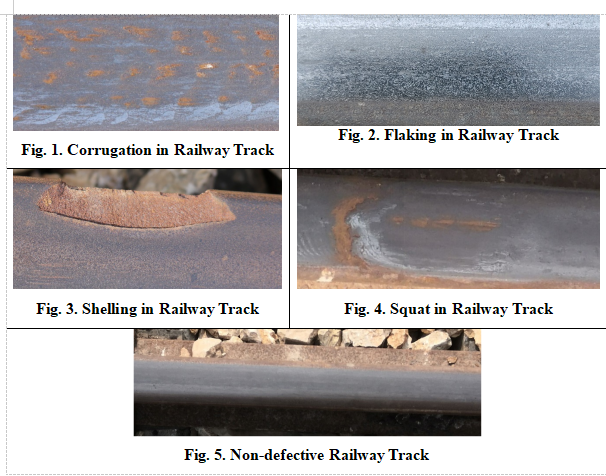 Fig. 1. Corrugation in Railway Track
Fig. 2. Flaking in Railway Track
Fig. 3. Shelling in Railway Track
Fig. 4. Squat in Railway Track
Fig. 5. Non-defective Railway Track